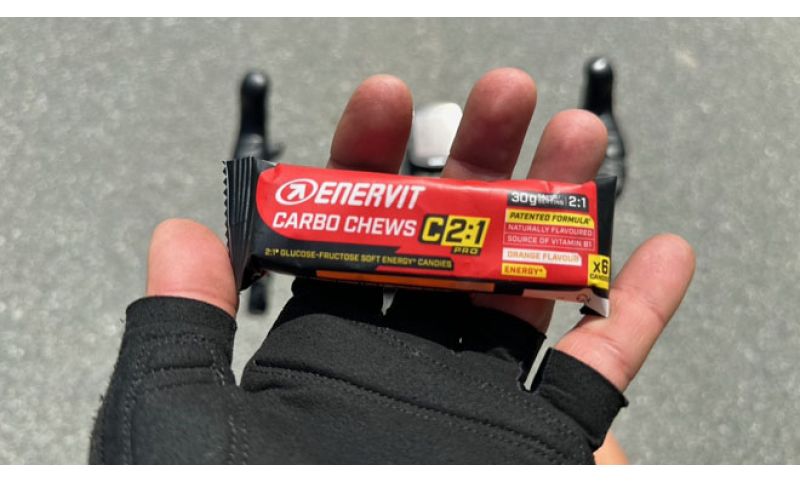 ENERVIT
CARBO CHEWS C2:1
PRO
2:1* GLUCOSE-FRUCTOSE SOFT ENERGY* CANDIES
30g 2:1
PATENTED FORMULA*
NATURALLY FLAVOURED
SOURCE OF VITAMIN B1
ORANGE FLAVOUR
ENERGY*
x6